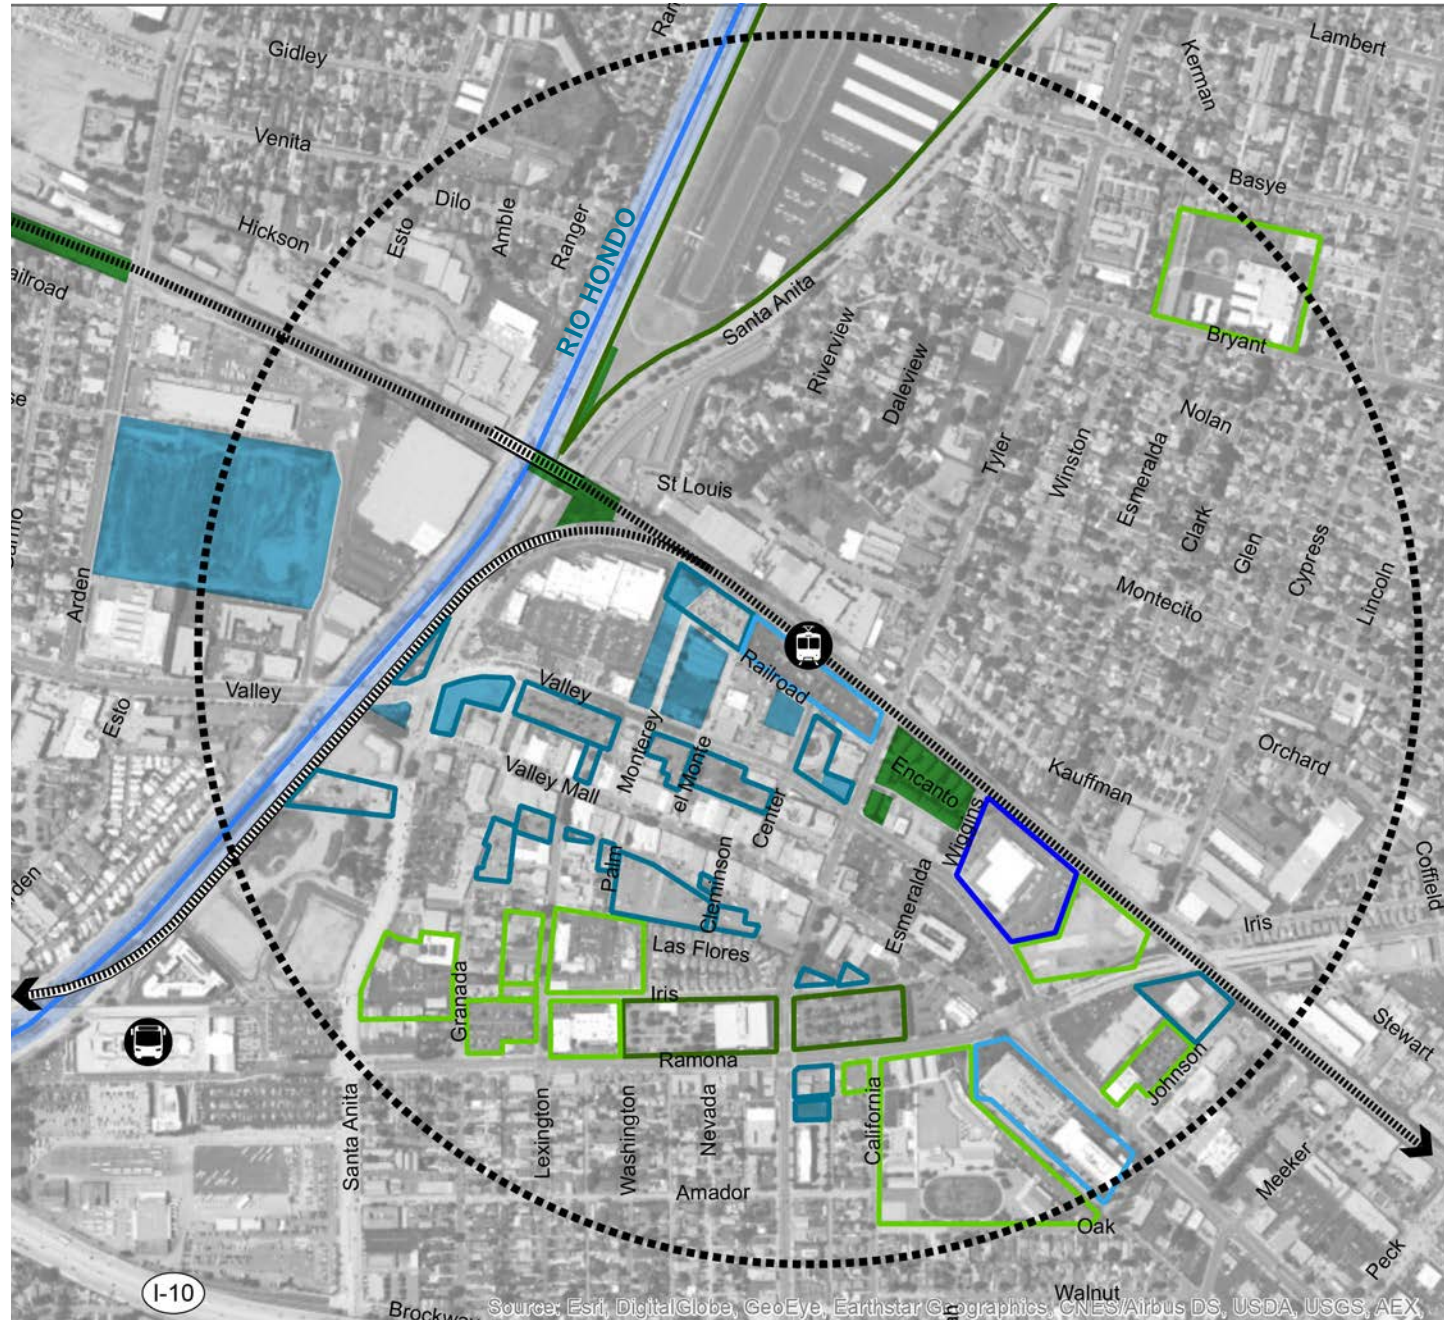 Ran
Lambert
Gidley
Kerman
Venita
Basye
Dilo
Amble
Ranger
Esto
Hickson
RIO HONDO
ailroad
Santa Anita
Riverview
Bryant
Daleview
Nolan
se
Tyler
Winston
Esmeralda
St Louis
Clark
Glen
Cypress
Lincoln
Arden
Montecito
Railroad
Valley
Valley
Esto
Monterey
Orchard
Valley Mall
el Monte
Encanto
Kauffman
Center
Wiggins
Palm
Cleminson
Esmeralda
Coffield
rden
Iris
Las Flores
Granada
Iris
Stewart
Ramona
Johnson
Santa Anita
Lexington
Washington
Nevada
California
Meeker
Amador
Oak
Peck
I-10
Walnut
Brockway
Source: Esri, DigitalGlobe, GeoEye, Earthstar Geographics, CNES/Airbus DS, USDA, USGS, AEX,